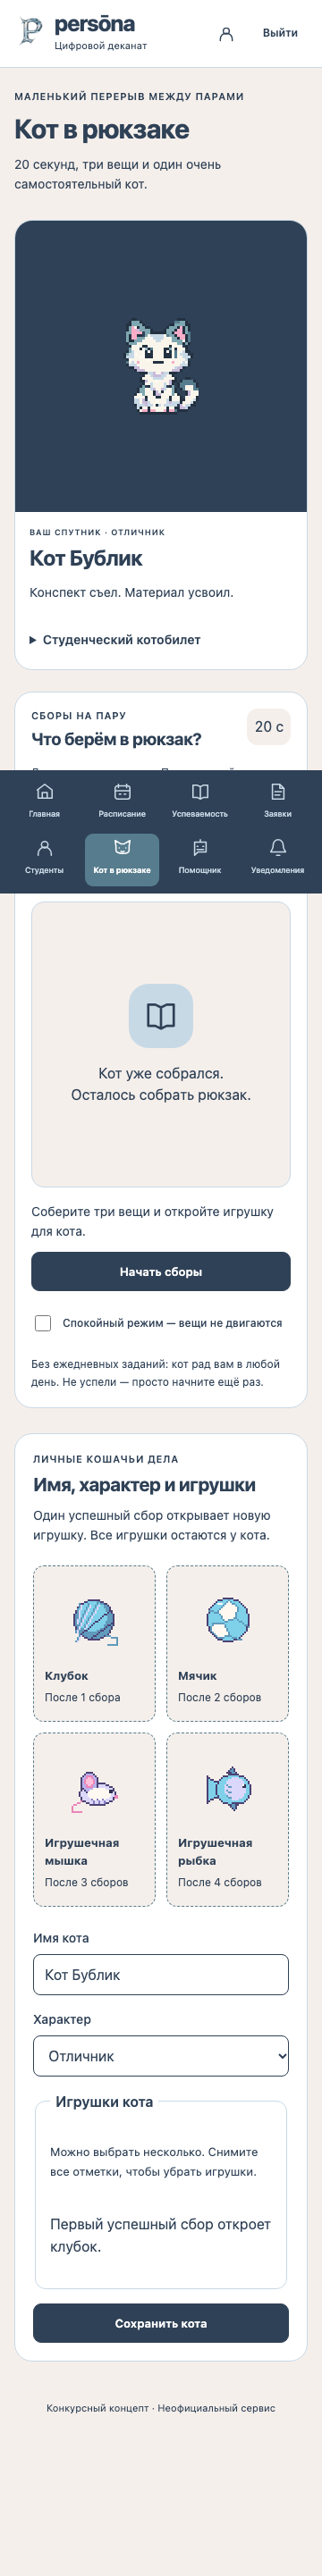 persōna
Цифровой деканат
Выйти
МАЛЕНЬКИЙ ПЕРЕРЫВ МЕЖДУ ПАРАМИ
Кот в рюкзаке
20 секунд, три вещи и один очень
самостоятельный кот.
ВАШ СПУТНИК · ОТЛИЧНИК
Кот Бублик
Конспект съел. Материал усвоил.
Студенческий котобилет
СБОРЫ НА ПАРУ
20 с
Что берём в рюкзак?
Главная
Расписание
Успеваемость
Заявки
Студенты
Кот в рюкзаке
Помощник
Уведомления
Кот уже собрался.
Осталось собрать рюкзак.
Соберите три вещи и откройте игрушку
для кота.
Начать сборы
Спокойный режим — вещи не двигаются
Без ежедневных заданий: кот рад вам в любой
день. Не успели — просто начните ещё раз.
ЛИЧНЫЕ КОШАЧЬИ ДЕЛА
Имя, характер и игрушки
Один успешный сбор открывает новую
игрушку. Все игрушки остаются у кота.
Клубок
После 1 сбора
Мячик
После 2 сборов
Игрушечная
мышка
После 3 сборов
Игрушечная
рыбка
После 4 сборов
Имя кота
Кот Бублик
Характер
Отличник
Игрушки кота
Можно выбрать несколько. Снимите
все отметки, чтобы убрать игрушки.
Первый успешный сбор откроет
клубок.
Сохранить кота
Конкурсный концепт · Неофициальный сервис